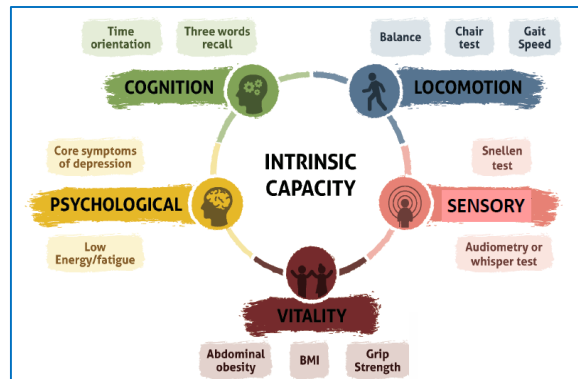 Time
orientation
Three words
recall
Balance
Chair
test
Gait
Speed
COGNITION
LOCOMOTION
Core symptoms
of depression
INTRINSIC
CAPACITY
Snellen
test
PSYCHOLOGICAL
SENSORY
Low
Energy/fatigue
Audiometry or
whisper test
VITALITY
Abdominal
obesity
BMI
Grip
Strength